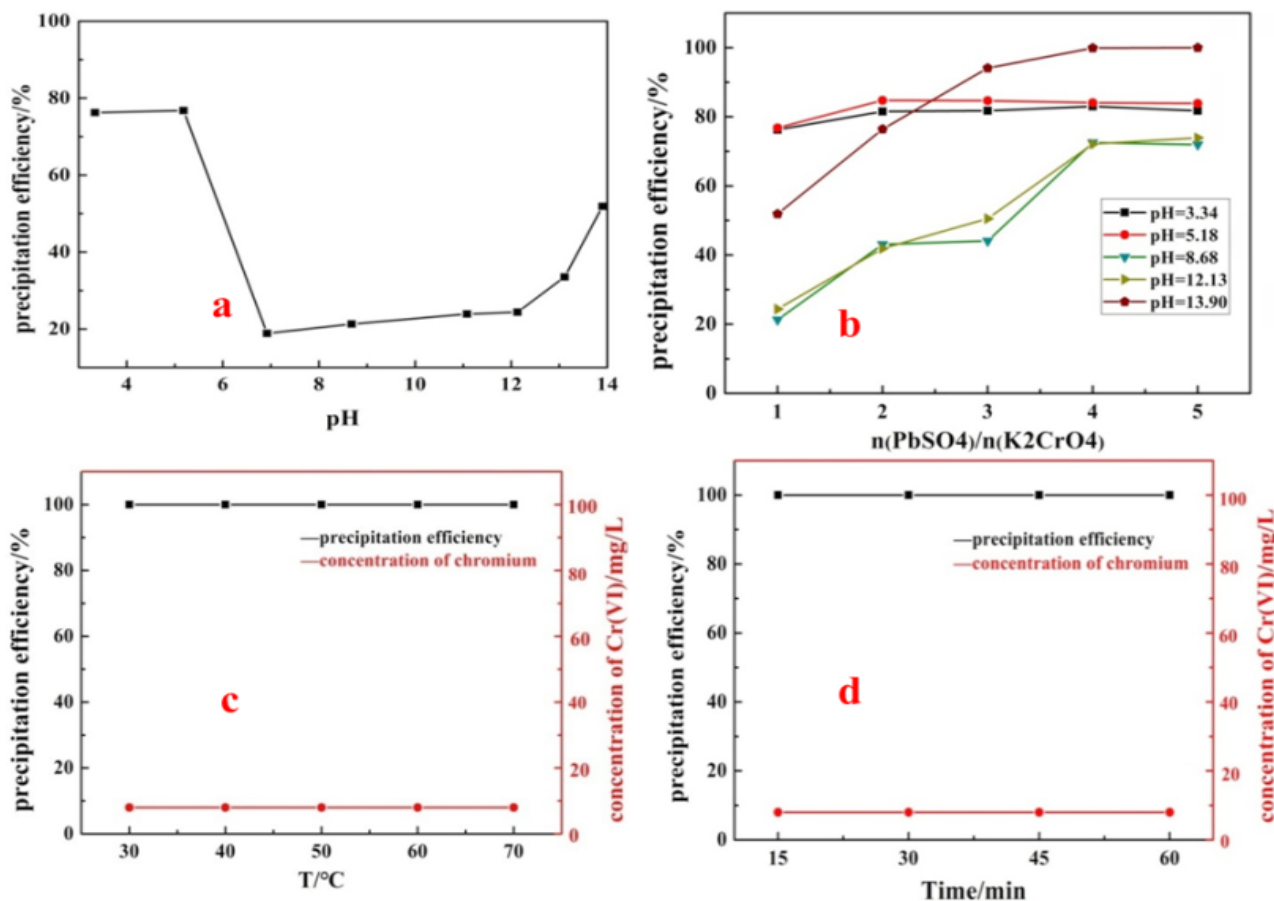 precipitation efficiency/%
100
80
60
40
20
a
4
6
8
10
12
14
pH
precipitation efficiency/%
100
80
60
40
20
0
b
pH=3.34
pH=5.18
pH=8.68
pH=12.13
pH=13.90
1
2
3
4
5
n(PbSO4)/n(K2CrO4)
precipitation efficiency/%
100
80
60
40
20
0
precipitation efficiency
concentration of chromium
c
30
40
50
60
70
T/°C
100
80
60
40
20
0
concentration of Cr(VI)/mg/L
precipitation efficiency/%
100
80
60
40
20
0
precipitation efficiency
concentration of chromium
d
15
30
45
60
Time/min
100
80
60
40
20
0
concentration of Cr(VI)/mg/L